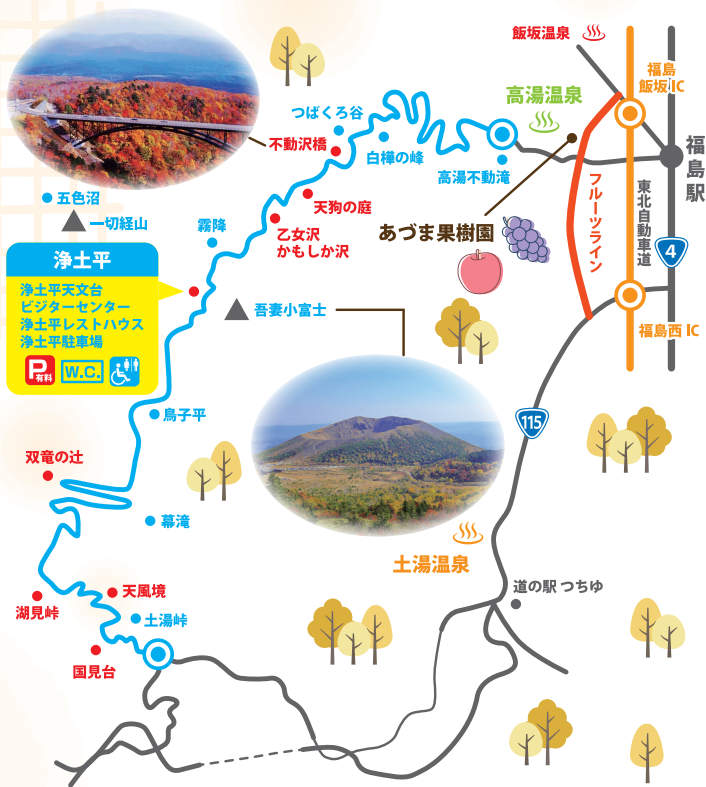 飯坂温泉
福島
飯坂IC
高湯温泉
つばくろ谷
不動沢橋
白樺の峰
高湯不動滝
福島駅
フルーツライン
東北自動車道
4
五色沼
一切経山
天狗の庭
乙女沢
かもしか沢
霧降
あづま果樹園
浄土平
浄土平天文台
ビジターセンター
浄土平レストハウス
浄土平駐車場
P
有料
W.C.
吾妻小富士
福島西IC
鳥子平
115
双竜の辻
幕滝
土湯温泉
天風境
湖見峠
土湯峠
道の駅 つちゆ
国見台